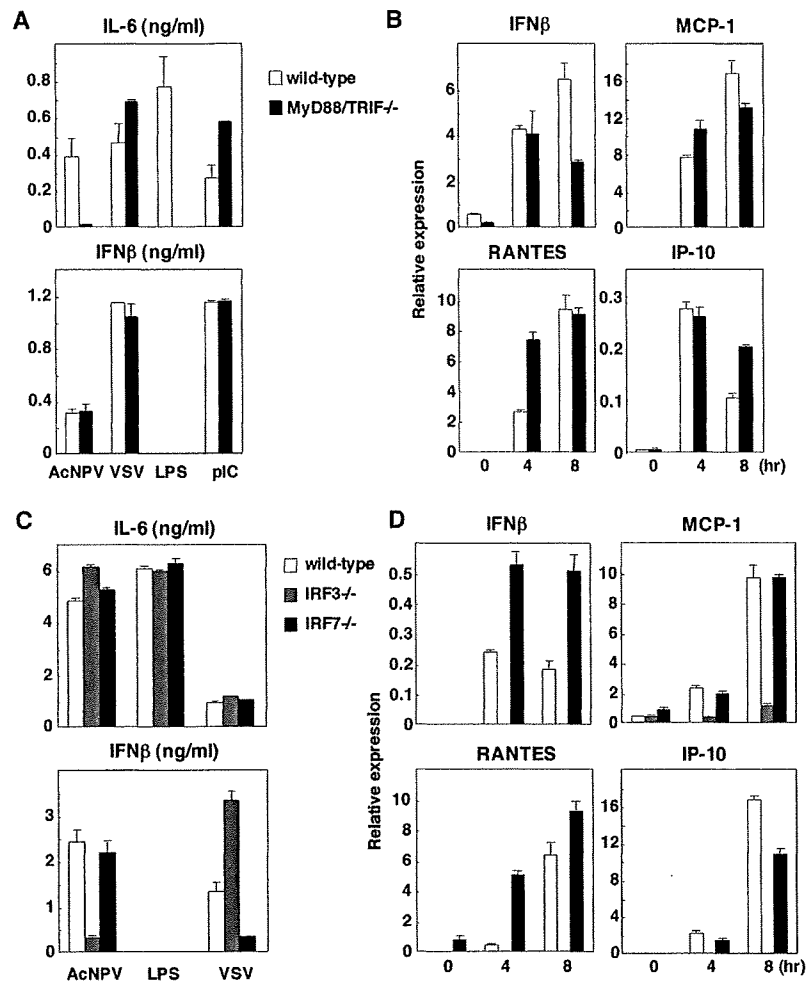 A
IL-6 (ng/ml)
0.8
0.6
0.4
0.2
0
wild-type
MyD88/TRIF-/-
IFNβ (ng/ml)
1.2
0.8
0.4
0
AcNPV VSV LPS pIC
B
Relative expression
IFNβ
6
4
2
0
MCP-1
16
12
8
4
0
RANTES
10
8
6
4
2
0
0 4 8
IP-10
0.3
0.2
0.1
0
0 4 8 (hr)
C
IL-6 (ng/ml)
6
4
2
0
wild-type
IRF3-/-
IRF7-/-
IFNβ (ng/ml)
3
2
1
0
AcNPV LPS VSV
D
Relative expression
IFNβ
0.5
0.4
0.3
0.2
0.1
0
MCP-1
10
8
6
4
2
0
RANTES
10
8
6
4
2
0
0 4 8
IP-10
16
12
8
4
0
0 4 8 (hr)